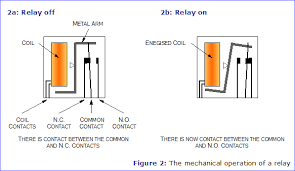 2a: Relay off
2b: Relay on
METAL ARM
COIL
ENEGISED COIL
COIL CONTACTS
N.C. CONTACT
COMMON CONTACT
N.O. CONTACT
THERE IS CONTACT BETWEEN THE COMMON
AND N.C. CONTACTS
THERE IS NOW CONTACT BETWEEN THE COMMON
AND N.O. CONTACTS
Figure 2: The mechanical operation of a relay